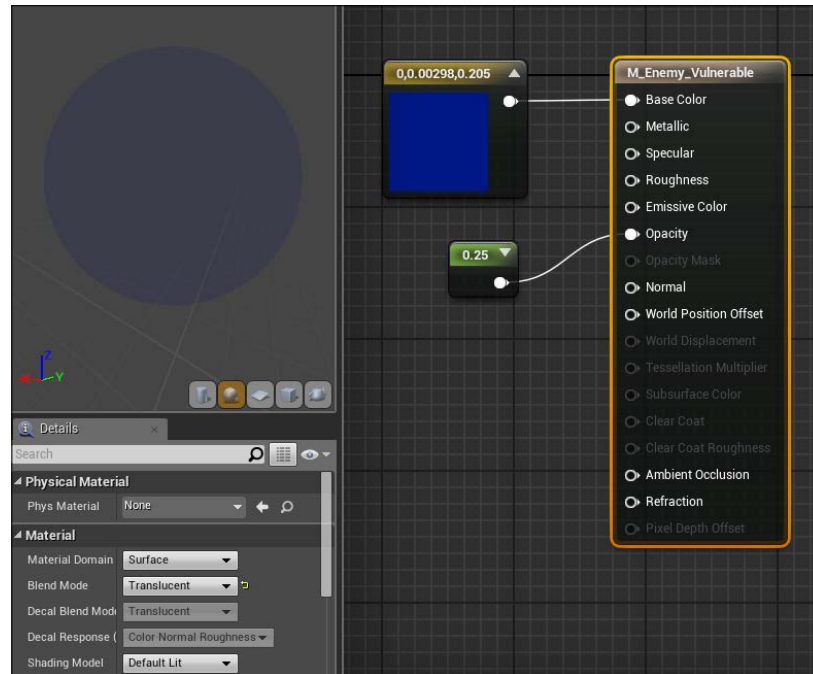 0,0.00298,0.205
M_Enemy_Vulnerable
Base Color
Metallic
Specular
Roughness
Emissive Color
Opacity
0.25
Opacity Mask
Normal
World Position Offset
World Displacement
Tessellation Multiplier
Subsurface Color
Clear Coat
Clear Coat Roughness
Ambient Occlusion
Refraction
Pixel Depth Offset
Z
Y
Details
Search
Physical Material
Phys Material None
Material
Material Domain Surface
Blend Mode Translucent
Decal Blend Mode Translucent
Decal Response ( Color Normal Roughness
Shading Model Default Lit